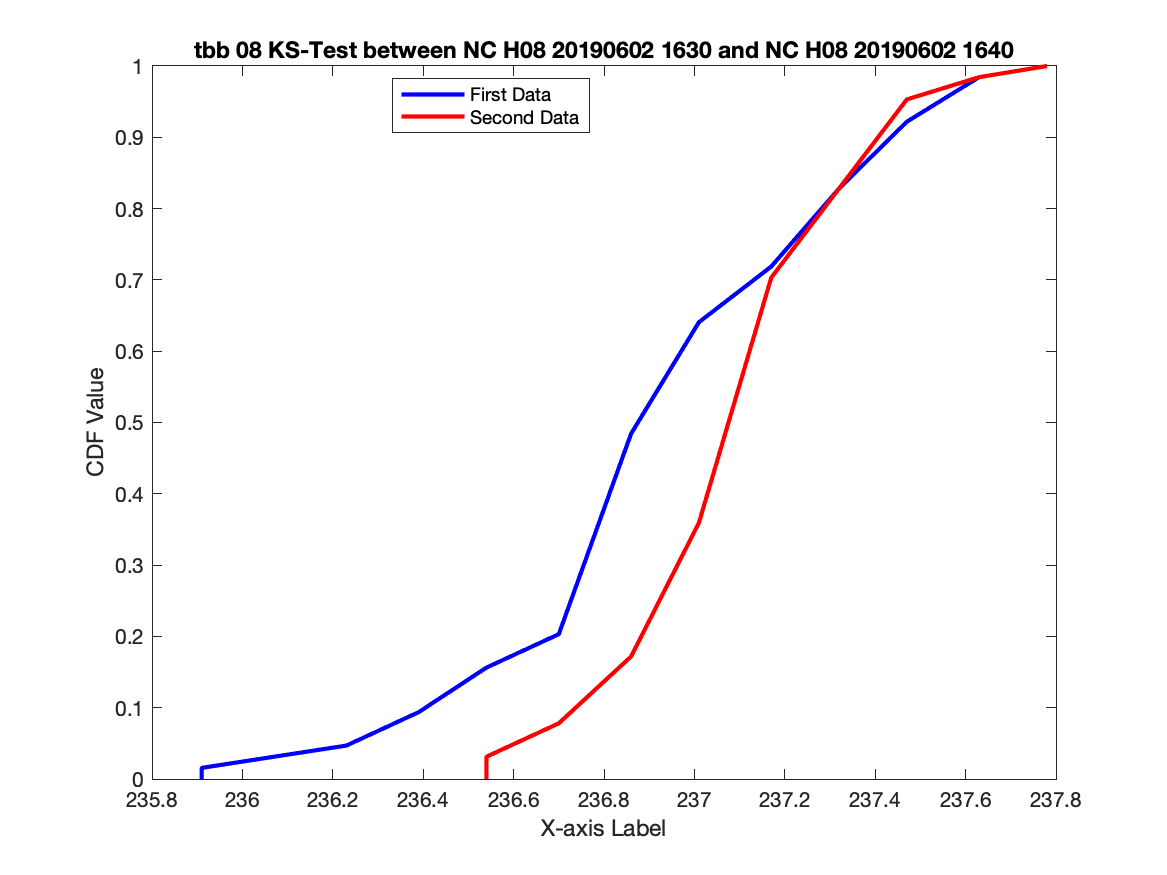 tbb 08 KS-Test between NC H08 20190602 1630 and NC H08 20190602 1640
First Data
Second Data
CDF Value
1
0.9
0.8
0.7
0.6
0.5
0.4
0.3
0.2
0.1
0
235.8 236 236.2 236.4 236.6 236.8 237 237.2 237.4 237.6 237.8
X-axis Label